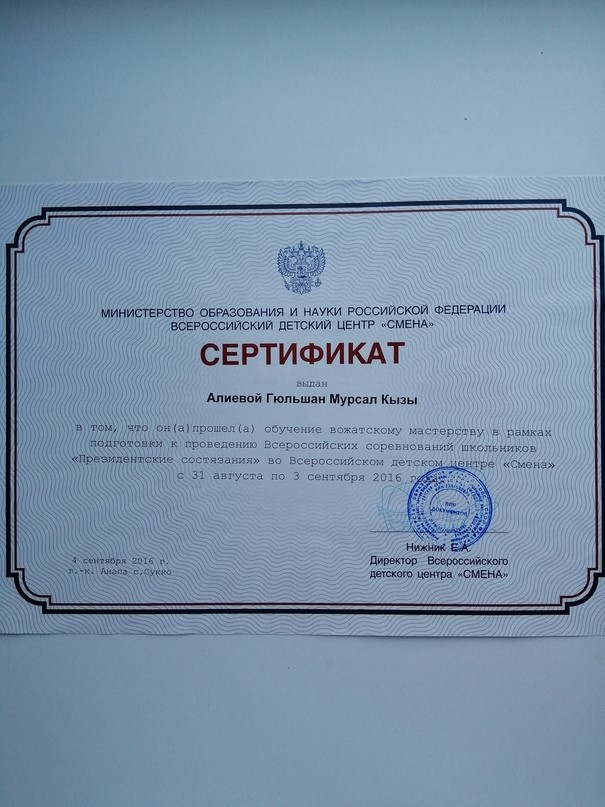 МИНИСТЕРСТВО ОБРАЗОВАНИЯ И НАУКИ РОССИЙСКОЙ ФЕДЕРАЦИИ
ВСЕРОССИЙСКИЙ ДЕТСКИЙ ЦЕНТР «СМЕНА»
СЕРТИФИКАТ
выдан
Алиевой Гюльшан Мурсал Кызы
в том, что он(а)прошел(а) обучение вожатскому мастерству в рамках
подготовки к проведению Всероссийских соревнований школьников
«Президентские состязания» во Всероссийском детском центре «Смена»
с 31 августа по 3 сентября 2016
Для
документов
Нижник Е.А.
Директор Всероссийского
детского центра «СМЕНА»
4 сентября 2016 г.
г.-к. Анапа с.Сукко